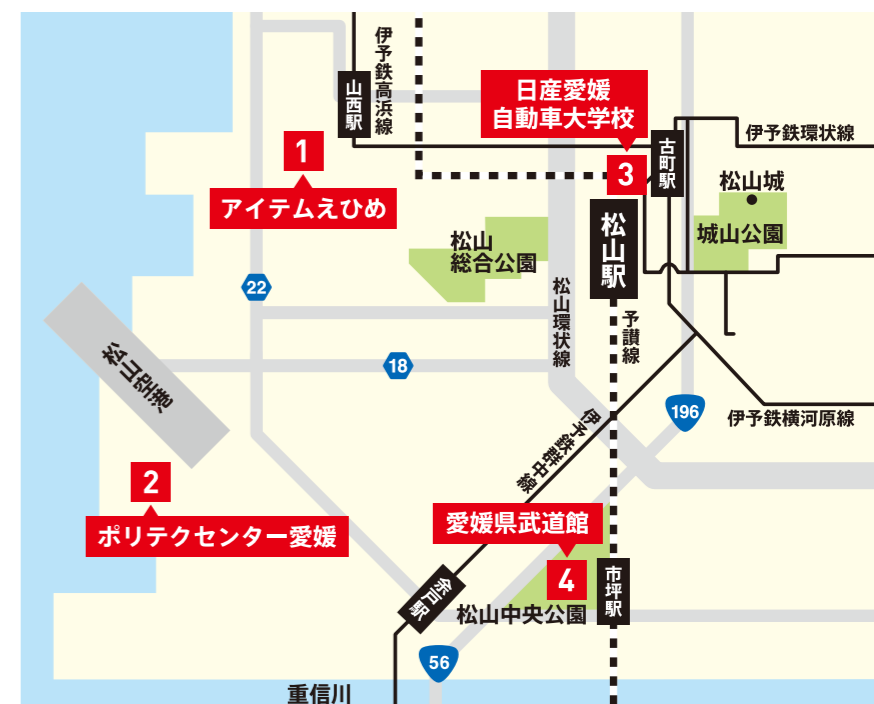 伊予鉄高浜線
山西駅
日産愛媛
自動車大学校
3
古町駅
伊予鉄環状線
1
アイテムえひめ
松山城
城山公園
松山
総合公園
松山駅
22
松山環状線
予讃線
松山空港
18
196
伊予鉄横河原線
伊予鉄群中線
2
ポリテクセンター愛媛
愛媛県武道館
4
市坪駅
余戸駅
松山中央公園
56
重信川